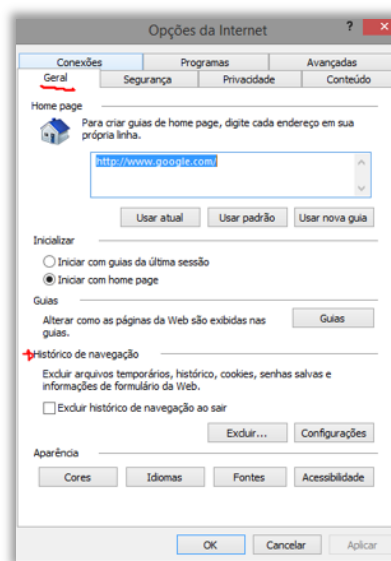 Opções da Internet
?
Conexões Programas Avançadas
Geral Segurança Privacidade Conteúdo
Home page
Para criar guias de home page, digite cada endereço em sua
própria linha.
http://www.google.com/
Usar atual Usar padrão Usar nova guia
Inicializar
Iniciar com guias da última sessão
Iniciar com home page
Guias
Alterar como as páginas da Web são exibidas nas
guias.
Guias
Histórico de navegação
Excluir arquivos temporários, histórico, cookies, senhas salvas e
informações de formulário da Web.
Excluir histórico de navegação ao sair
Excluir... Configurações
Aparência
Cores Idiomas Fontes Acessibilidade
OK Cancelar Aplicar